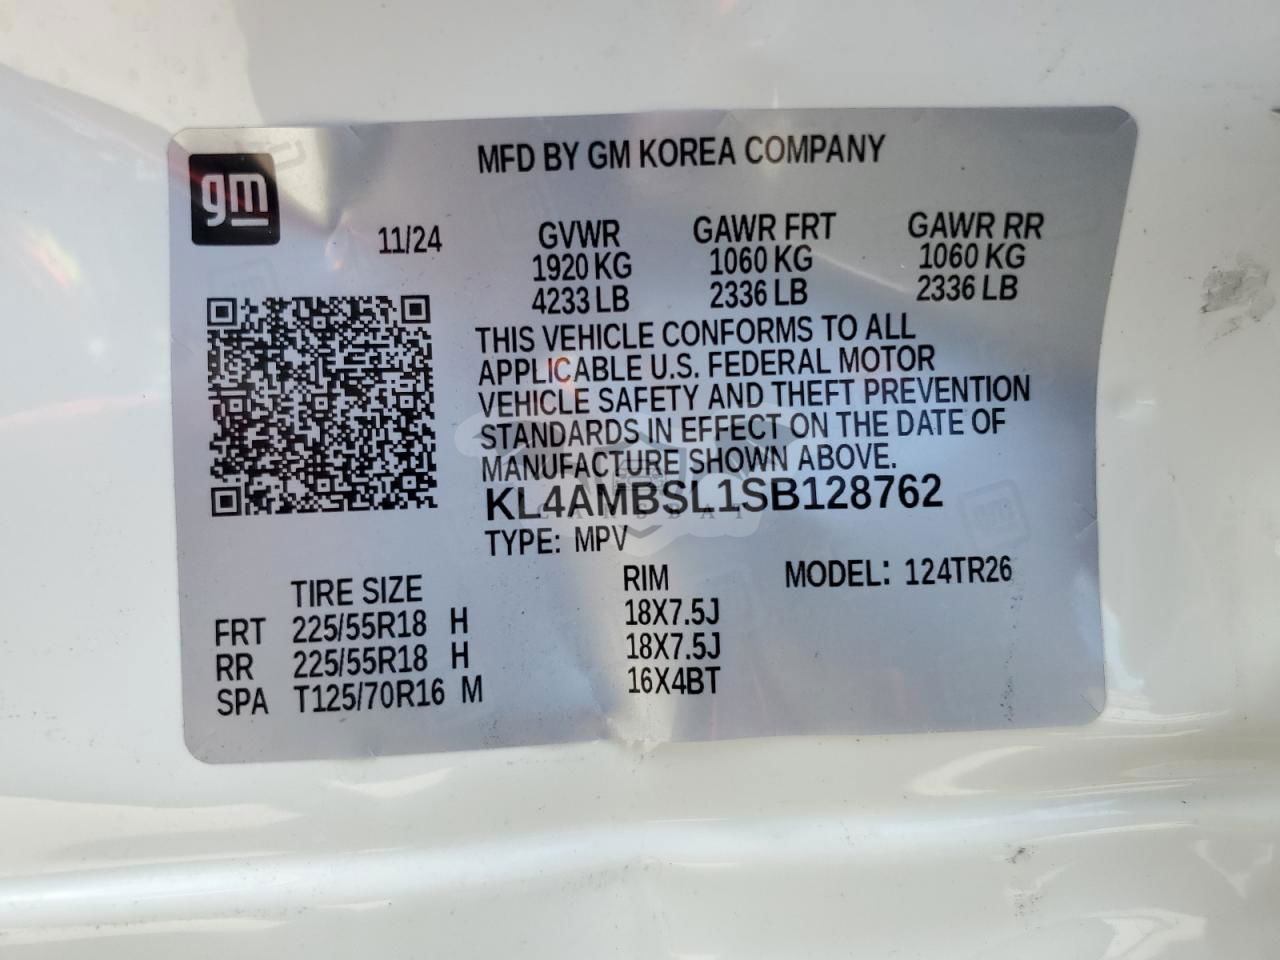 MFD BY GM KOREA COMPANY
gm
11/24 GVWR GAWR FRT GAWR RR
1920 KG 1060 KG 1060 KG
4233 LB 2336 LB 2336 LB
THIS VEHICLE CONFORMS TO ALL
APPLICABLE U.S. FEDERAL MOTOR
VEHICLE SAFETY AND THEFT PREVENTION
STANDARDS IN EFFECT ON THE DATE OF
MANUFACTURE SHOWN ABOVE.
KL4AMBSL1SB128762
TYPE: MPV
TIRE SIZE RIM MODEL: 124TR26
FRT 225/55R18 H 18X7.5J
RR 225/55R18 H 18X7.5J
SPA T125/70R16 M 16X4BT